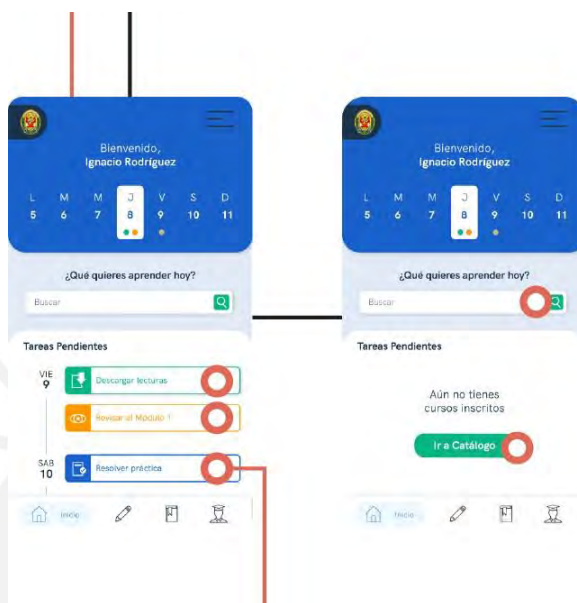 Bienvenido,
Ignacio Rodríguez
L M M J V S D
5 6 7 8 9 10 11
¿Qué quieres aprender hoy?
Buscar
Tareas Pendientes
VIE
9
Descargar lecturas
Revisar el Módulo 1
SAB
10
Resolver práctica
Inicio
Bienvenido,
Ignacio Rodríguez
L M M J V S D
5 6 7 8 9 10 11
¿Qué quieres aprender hoy?
Buscar
Tareas Pendientes
Aún no tienes
cursos inscritos
Ir a Catálogo
Inicio